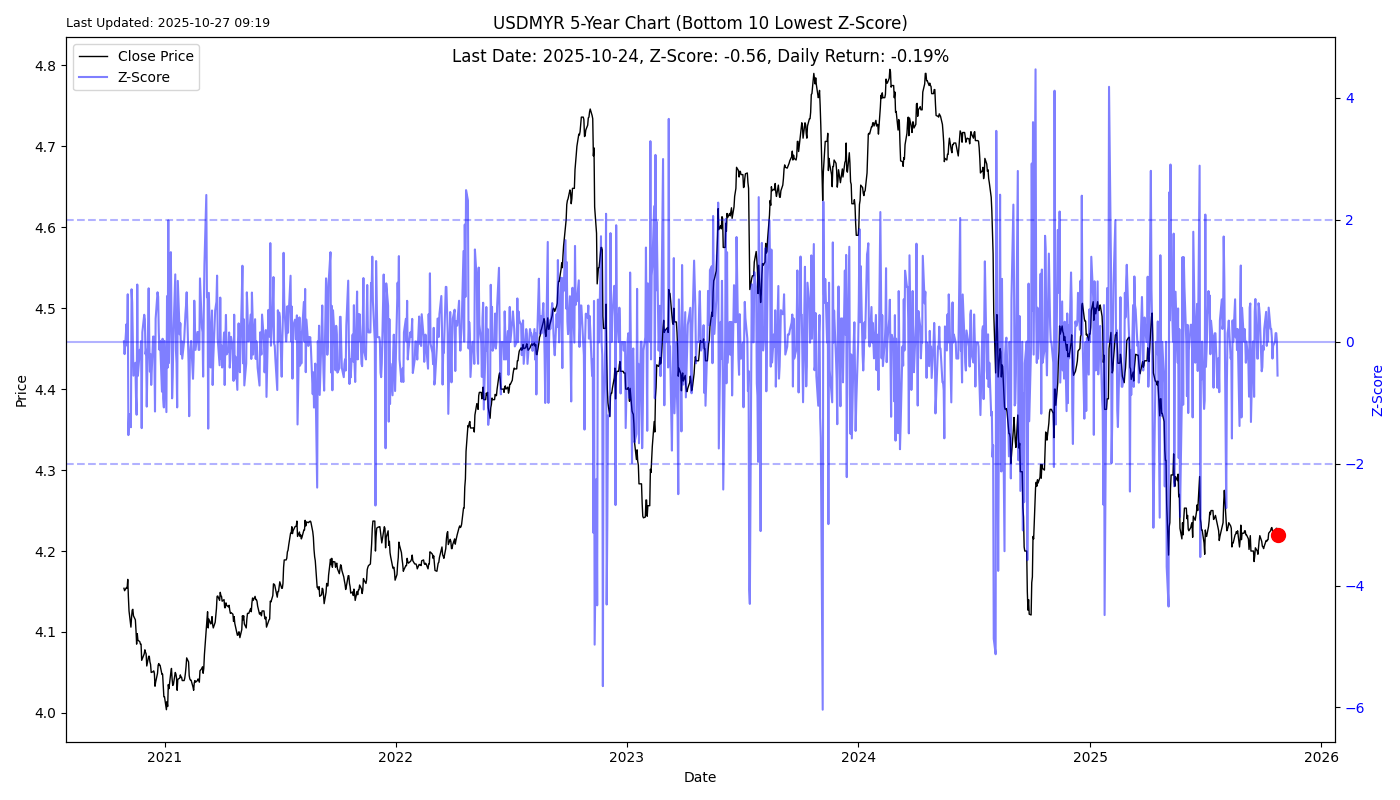 Last Updated: 2025-10-27 09:19
USDMYR 5-Year Chart (Bottom 10 Lowest Z-Score)
Last Date: 2025-10-24, Z-Score: -0.56, Daily Return: -0.19%
Close Price
Z-Score
4.8
4.7
4.6
4.5
4.4
4.3
4.2
4.1
4.0
Price
4
2
0
−2
−4
−6
Z-Score
2021
2022
2023
2024
2025
2026
Date